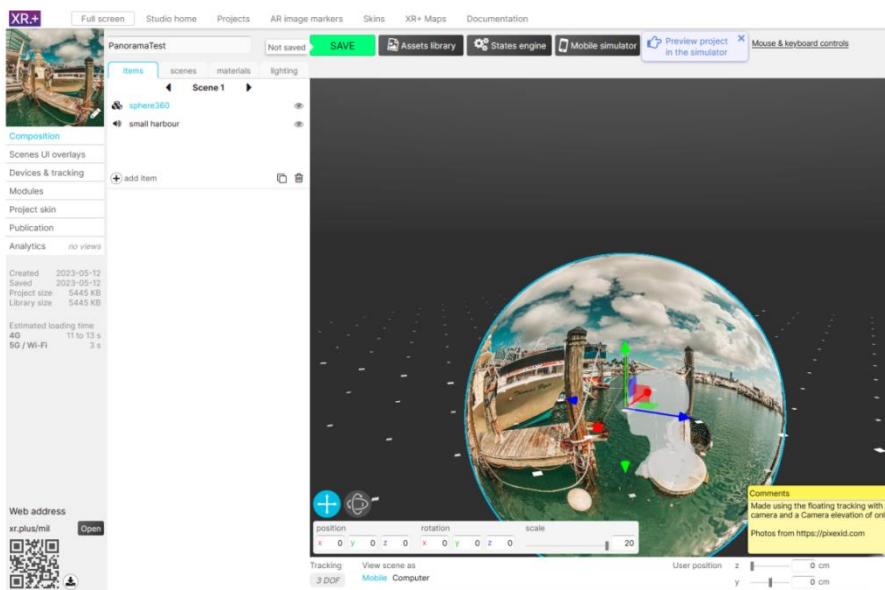 XR.+
Full screen
Studio home
Projects
AR image markers
Skins
XR+ Maps
Documentation
PanoramaTest
Not saved
SAVE
Assets library
States engine
Mobile simulator
Preview project
in the simulator
X
Mouse & keyboard controls
Items
scenes
materials
lighting
Scene 1
sphere360
small harbour
add item
Composition
Scenes UI overlays
Devices & tracking
Modules
Project skin
Publication
Analytics no views
Created 2023-05-12
Saved 2023-05-12
Project size 5445 KB
Library size 5445 KB
Estimated loading time
4G 11 to 13 s
5G / Wi-Fi 3 s
Web address
xr.plus/mil
Open
Comments
Made using the floating tracking with
camera and a Camera elevation of onl
Photos from https://pixexid.com
position rotation scale
x 0 y 0 z 0 x 0 y 0 z 0 20
Tracking
3 DOF
View scene as
Mobile Computer
User position z 0 cm
y 0 cm